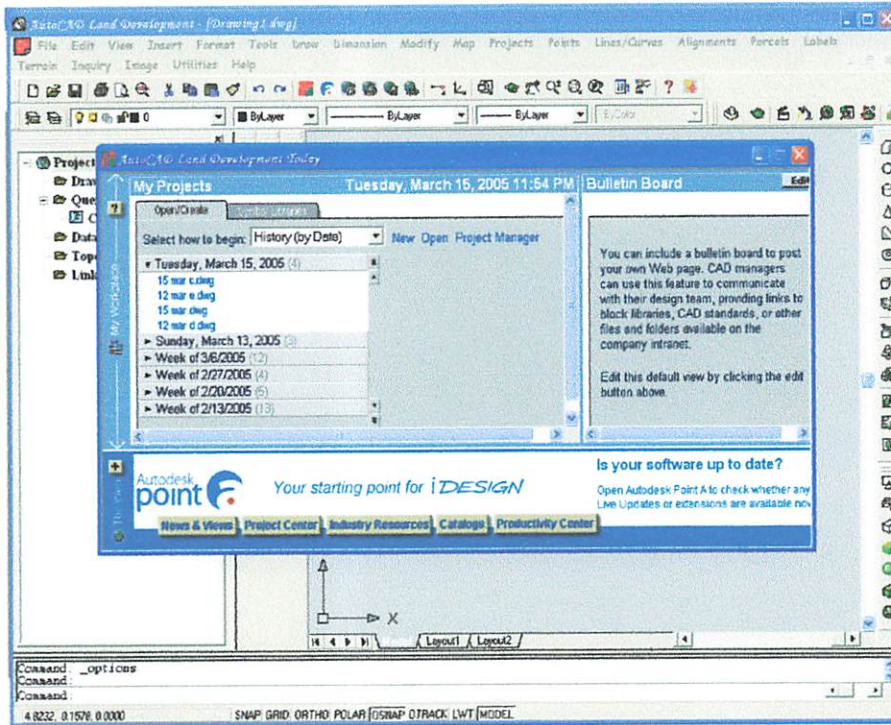 AutoCAD Land Development - [Drawing1.dwg]
File Edit View Insert Format Tools Draw Dimension Modify Map Projects Points Lines/Curves Alignments Parcels Labels
Terrain Inquiry Image Utilities Help
0 ByLayer ByLayer ByLayer ByColor
AutoCAD Land Development Today
Project
Draw
Que
C
Data
Topo
Link
My Workplace
My Projects Tuesday, March 15, 2005 11:54 PM
Open/Create Symbol Libraries
Select how to begin: History (by Date) New Open Project Manager
Tuesday, March 15, 2005 (4)
15 mar c.dwg
12 mar e.dwg
15 mar.dwg
12 mar d.dwg
Sunday, March 13, 2005 (3)
Week of 3/6/2005 (12)
Week of 2/27/2005 (4)
Week of 2/20/2005 (5)
Week of 2/13/2005 (13)
Bulletin Board Edit
You can include a bulletin board to post
your own Web page. CAD managers
can use this feature to communicate
with their design team, providing links to
block libraries, CAD standards, or other
files and folders available on the
company intranet.
Edit this default view by clicking the edit
button above.
Autodesk
point
Your starting point for iDESIGN
Is your software up to date?
Open Autodesk Point A to check whether any
Live Updates or extensions are available now
News & Views Project Center Industry Resources Catalogs Productivity Center
X
Layout1 Layout2
Command: _options
Command:
Command:
4.8232, 0.1578, 0.0000 SNAP GRID ORTHO POLAR OSNAP OTRACK LWT MODEL